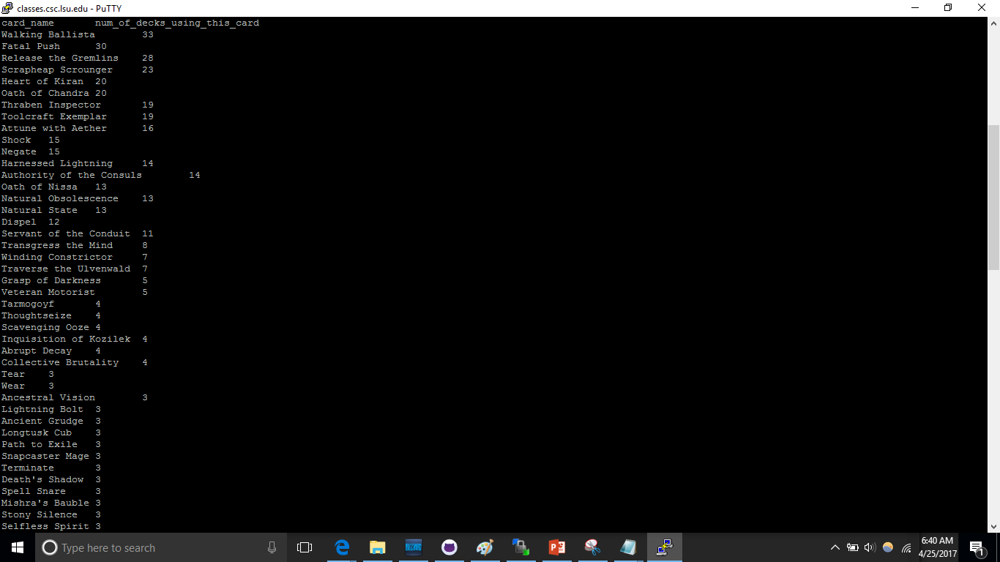 classes.csc.lsu.edu - PuTTY
card_name num_of_decks_using_this_card
Walking Ballista 33
Fatal Push 30
Release the Gremlins 28
Scrapheap Scrounger 23
Heart of Kiran 20
Oath of Chandra 20
Thraben Inspector 19
Toolcraft Exemplar 19
Attune with Aether 16
Shock 15
Negate 15
Harnessed Lightning 14
Authority of the Consuls 14
Oath of Nissa 13
Natural Obsolescence 13
Natural State 13
Dispel 12
Servant of the Conduit 11
Transgress the Mind 8
Winding Constrictor 7
Traverse the Ulvenwald 7
Grasp of Darkness 5
Veteran Motorist 5
Tarmogoyf 4
Thoughtseize 4
Scavenging Ooze 4
Inquisition of Kozilek 4
Abrupt Decay 4
Collective Brutality 4
Tear 3
Wear 3
Ancestral Vision 3
Lightning Bolt 3
Ancient Grudge 3
Longtusk Cub 3
Path to Exile 3
Snapcaster Mage 3
Terminate 3
Death's Shadow 3
Spell Snare 3
Mishra's Bauble 3
Stony Silence 3
Selfless Spirit 3
Type here to search
6:40 AM
4/25/2017
1